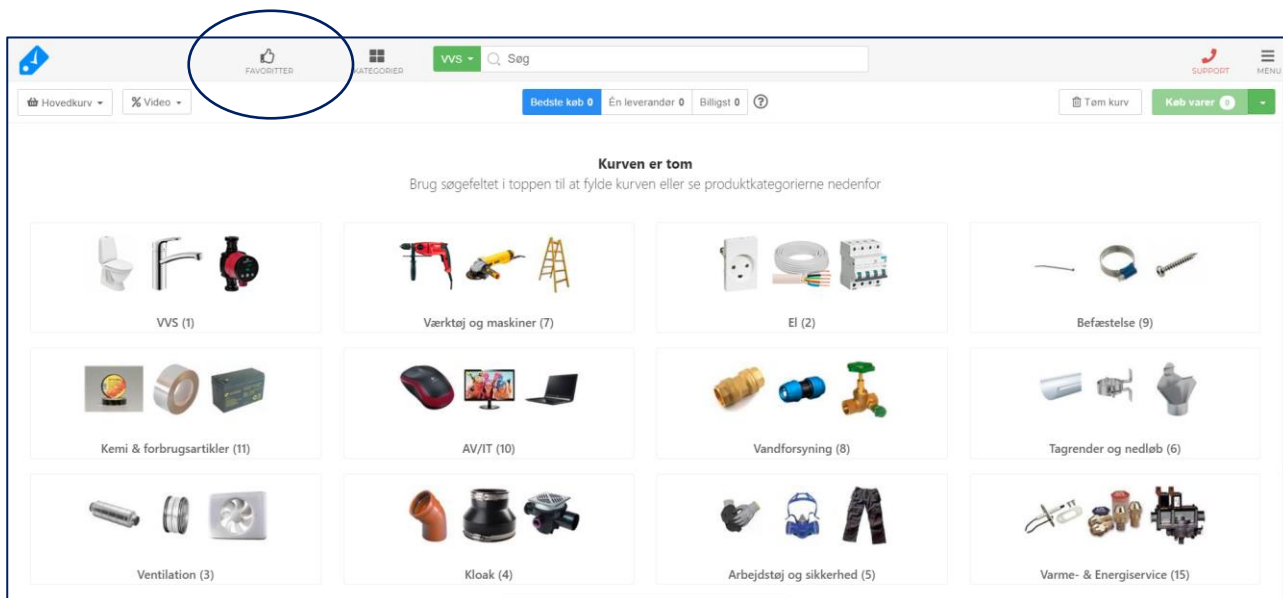 FAVORITTER
KATEGORIER
VVS
Søg
SUPPORT
MENU
Hovedkurv
% Video
Bedste køb 0
Én leverandør 0
Billigst 0
?
Tøm kurv
Køb varer 0
Kurven er tom
Brug søgefeltet i toppen til at fylde kurven eller se produktkategorierne nedenfor
VVS (1)
Værktøj og maskiner (7)
El (2)
Befæstelse (9)
Kemi & forbrugsartikler (11)
AV/IT (10)
Vandforsyning (8)
Tagrender og nedløb (6)
Ventilation (3)
Kloak (4)
Arbejdstøj og sikkerhed (5)
Varme- & Energiservice (15)